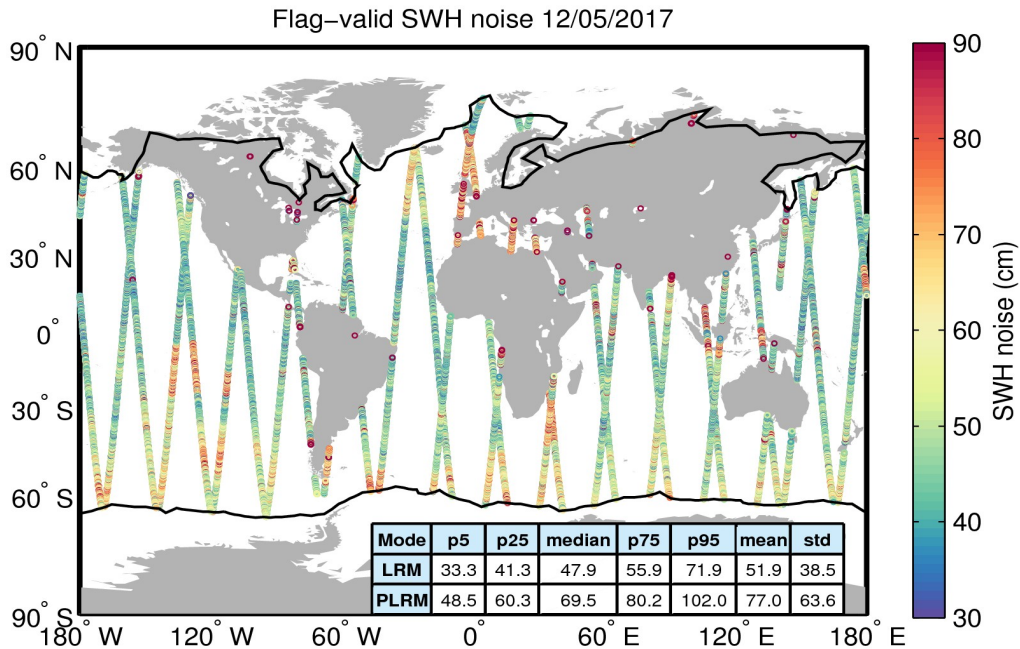 Flag−valid SWH noise 12/05/2017
90° N
60° N
30° N
0°
30° S
60° S
90° S
180° W
120° W
60° W
0°
60° E
120° E
180° E
Mode p5 p25 median p75 p95 mean std
LRM 33.3 41.3 47.9 55.9 71.9 51.9 38.5
PLRM 48.5 60.3 69.5 80.2 102.0 77.0 63.6
90
80
70
60
50
40
30
SWH noise (cm)